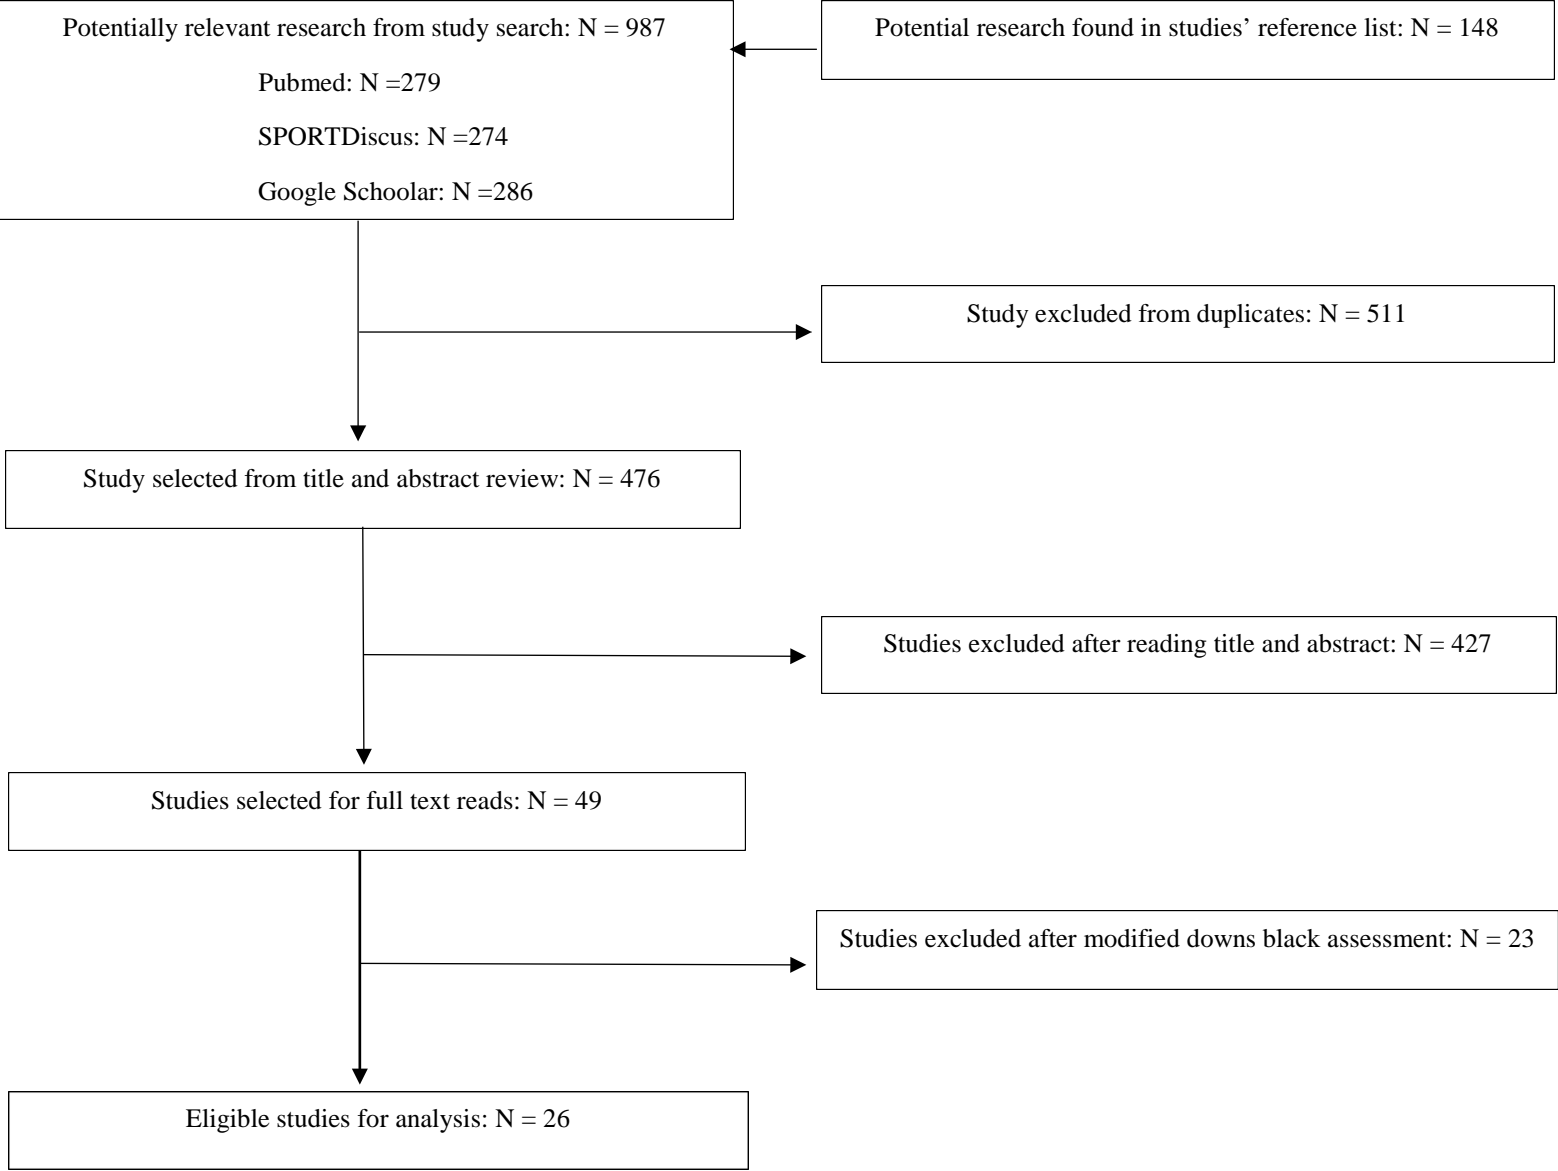 Potentially relevant research from study search: N = 987
Pubmed: N =279
SPORTDiscus: N =274
Google Schoolar: N =286
Potential research found in studies’ reference list: N = 148
Study excluded from duplicates: N = 511
Study selected from title and abstract review: N = 476
Studies excluded after reading title and abstract: N = 427
Studies selected for full text reads: N = 49
Studies excluded after modified downs black assessment: N = 23
Eligible studies for analysis: N = 26